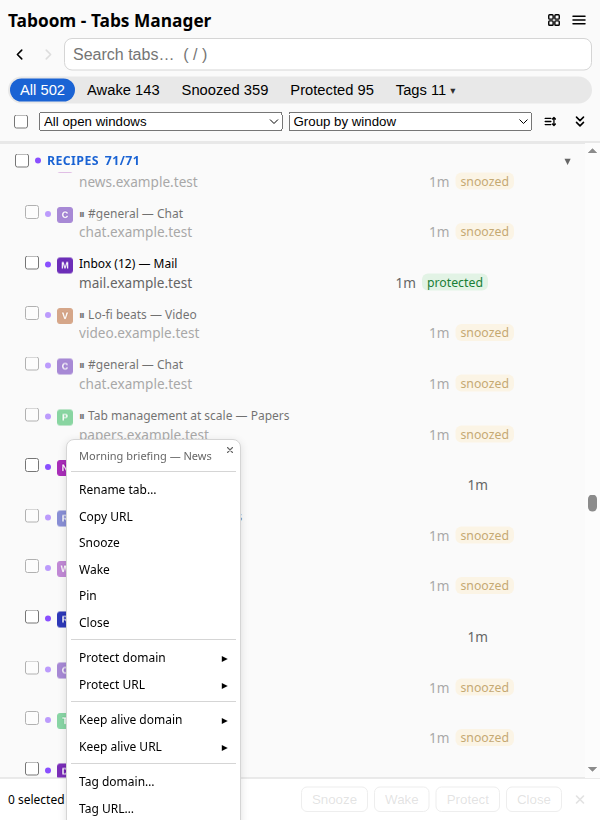 Taboom - Tabs Manager
Search tabs… ( / )
All 502 Awake 143 Snoozed 359 Protected 95 Tags 11 ▾
All open windows Group by window
RECIPES 71/71
news.example.test 1m snoozed
C #general — Chat
chat.example.test 1m snoozed
M Inbox (12) — Mail
mail.example.test 1m protected
V Lo-fi beats — Video
video.example.test 1m snoozed
C #general — Chat
chat.example.test 1m snoozed
P Tab management at scale — Papers
papers.example.test 1m snoozed
Morning briefing — News
1m
Rename tab...
Copy URL
1m snoozed
Snooze
Wake
1m snoozed
Pin
Close
1m
Protect domain
Protect URL
1m snoozed
Keep alive domain
1m snoozed
Keep alive URL
Tag domain...
Tag URL...
0 selected Snooze Wake Protect Close